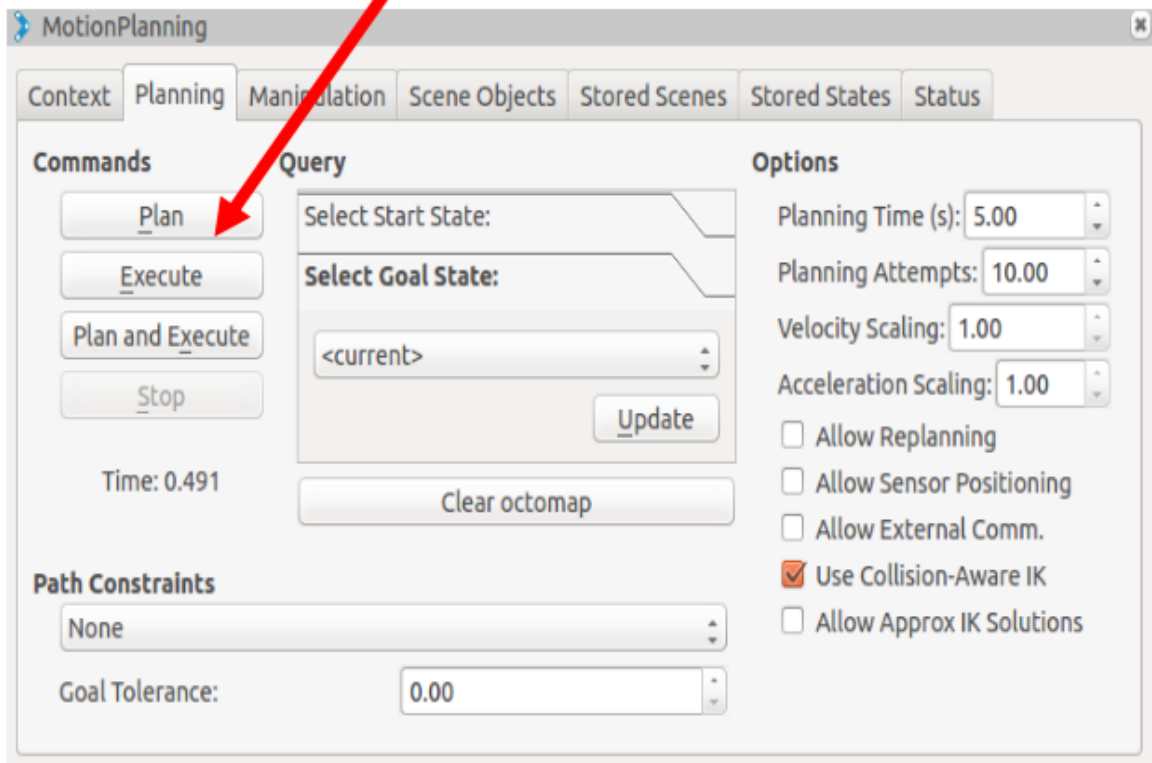 MotionPlanning
Context Planning Manipulation Scene Objects Stored Scenes Stored States Status
Commands
Plan
Execute
Plan and Execute
Stop
Time: 0.491
Query
Select Start State:
Select Goal State:
<current>
Update
Clear octomap
Path Constraints
None
Goal Tolerance: 0.00
Options
Planning Time (s): 5.00
Planning Attempts: 10.00
Velocity Scaling: 1.00
Acceleration Scaling: 1.00
Allow Replanning
Allow Sensor Positioning
Allow External Comm.
Use Collision-Aware IK
Allow Approx IK Solutions